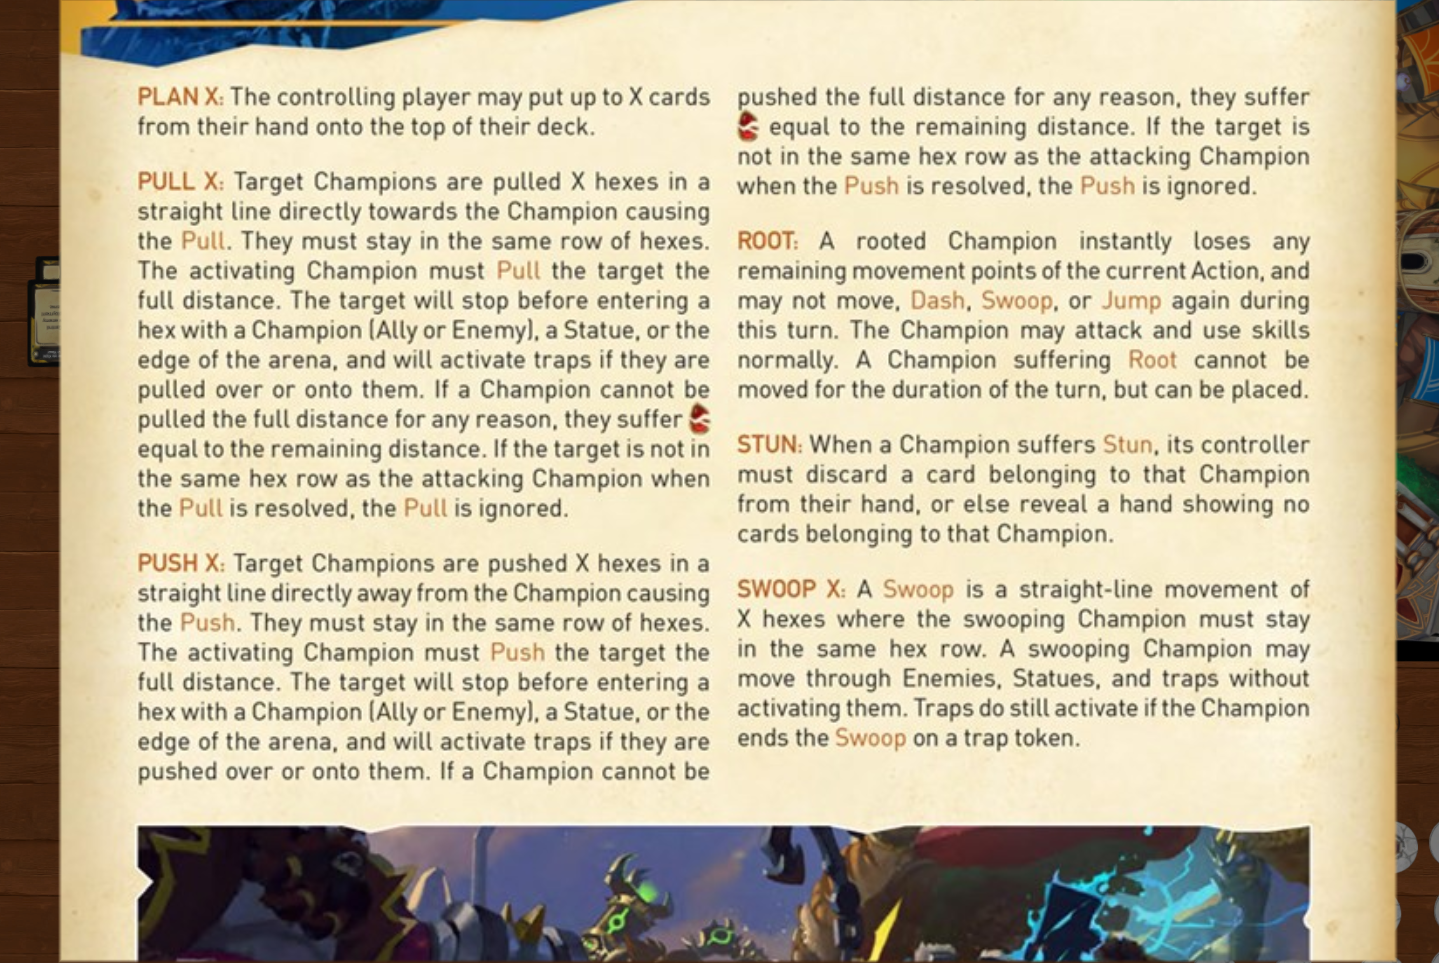 PLAN X: The controlling player may put up to X cards
from their hand onto the top of their deck.
PULL X: Target Champions are pulled X hexes in a
straight line directly towards the Champion causing
the Pull. They must stay in the same row of hexes.
The activating Champion must Pull the target the
full distance. The target will stop before entering a
hex with a Champion (Ally or Enemy), a Statue, or the
edge of the arena, and will activate traps if they are
pulled over or onto them. If a Champion cannot be
pulled the full distance for any reason, they suffer
equal to the remaining distance. If the target is not in
the same hex row as the attacking Champion when
the Pull is resolved, the Pull is ignored.
PUSH X: Target Champions are pushed X hexes in a
straight line directly away from the Champion causing
the Push. They must stay in the same row of hexes.
The activating Champion must Push the target the
full distance. The target will stop before entering a
hex with a Champion (Ally or Enemy), a Statue, or the
edge of the arena, and will activate traps if they are
pushed over or onto them. If a Champion cannot be
pushed the full distance for any reason, they suffer
equal to the remaining distance. If the target is
not in the same hex row as the attacking Champion
when the Push is resolved, the Push is ignored.
ROOT: A rooted Champion instantly loses any
remaining movement points of the current Action, and
may not move, Dash, Swoop, or Jump again during
this turn. The Champion may attack and use skills
normally. A Champion suffering Root cannot be
moved for the duration of the turn, but can be placed.
STUN: When a Champion suffers Stun, its controller
must discard a card belonging to that Champion
from their hand, or else reveal a hand showing no
cards belonging to that Champion.
SWOOP X: A Swoop is a straight-line movement of
X hexes where the swooping Champion must stay
in the same hex row. A swooping Champion may
move through Enemies, Statues, and traps without
activating them. Traps do still activate if the Champion
ends the Swoop on a trap token.